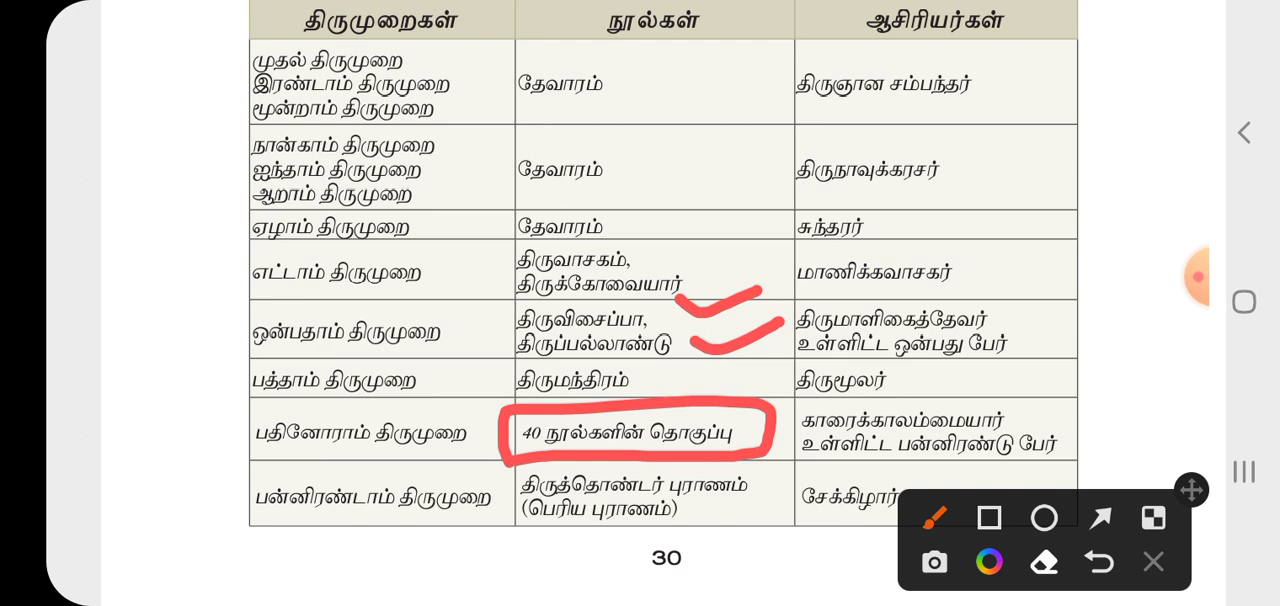 திருமுறைகள் நூல்கள் ஆசிரியர்கள்
முதல் திருமுறை
இரண்டாம் திருமுறை
மூன்றாம் திருமுறை
தேவாரம்
திருஞான சம்பந்தர்
நான்காம் திருமுறை
ஐந்தாம் திருமுறை
ஆறாம் திருமுறை
தேவாரம்
திருநாவுக்கரசர்
ஏழாம் திருமுறை
தேவாரம்
சுந்தரர்
எட்டாம் திருமுறை
திருவாசகம்,
திருக்கோவையார்
மாணிக்கவாசகர்
ஒன்பதாம் திருமுறை
திருவிசைப்பா,
திருப்பல்லாண்டு
திருமாளிகைத்தேவர்
உள்ளிட்ட ஒன்பது பேர்
பத்தாம் திருமுறை
திருமந்திரம்
திருமூலர்
பதினோராம் திருமுறை
40 நூல்களின் தொகுப்பு
காரைக்காலம்மையார்
உள்ளிட்ட பன்னிரண்டு பேர்
பன்னிரண்டாம் திருமுறை
திருத்தொண்டர் புராணம்
(பெரிய புராணம்)
சேக்கிழார்
30